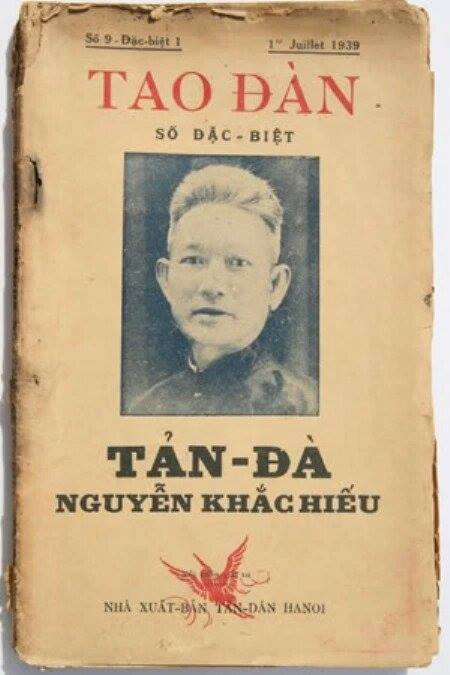 Số 9 - Đặc-biệt 1
1er Juillet 1939
TAO ĐÀN
SỐ ĐẶC-BIỆT
TẢN-ĐÀ
NGUYỄN KHẮC HIẾU
NHÀ XUẤT-BẢN TÂN-DÂN HANOI